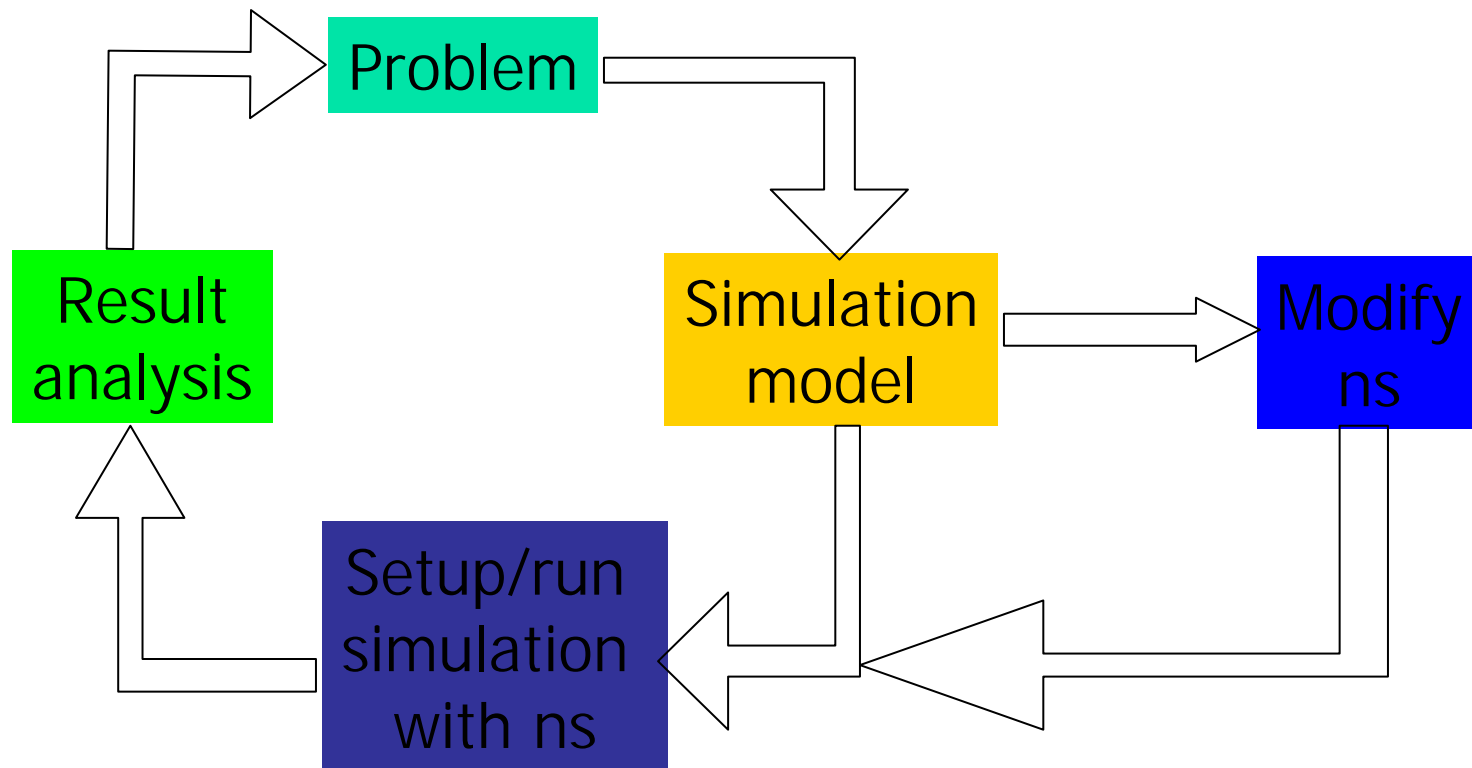 Problem
Result
analysis
Simulation
model
Modify
ns
Setup/run
simulation
with ns